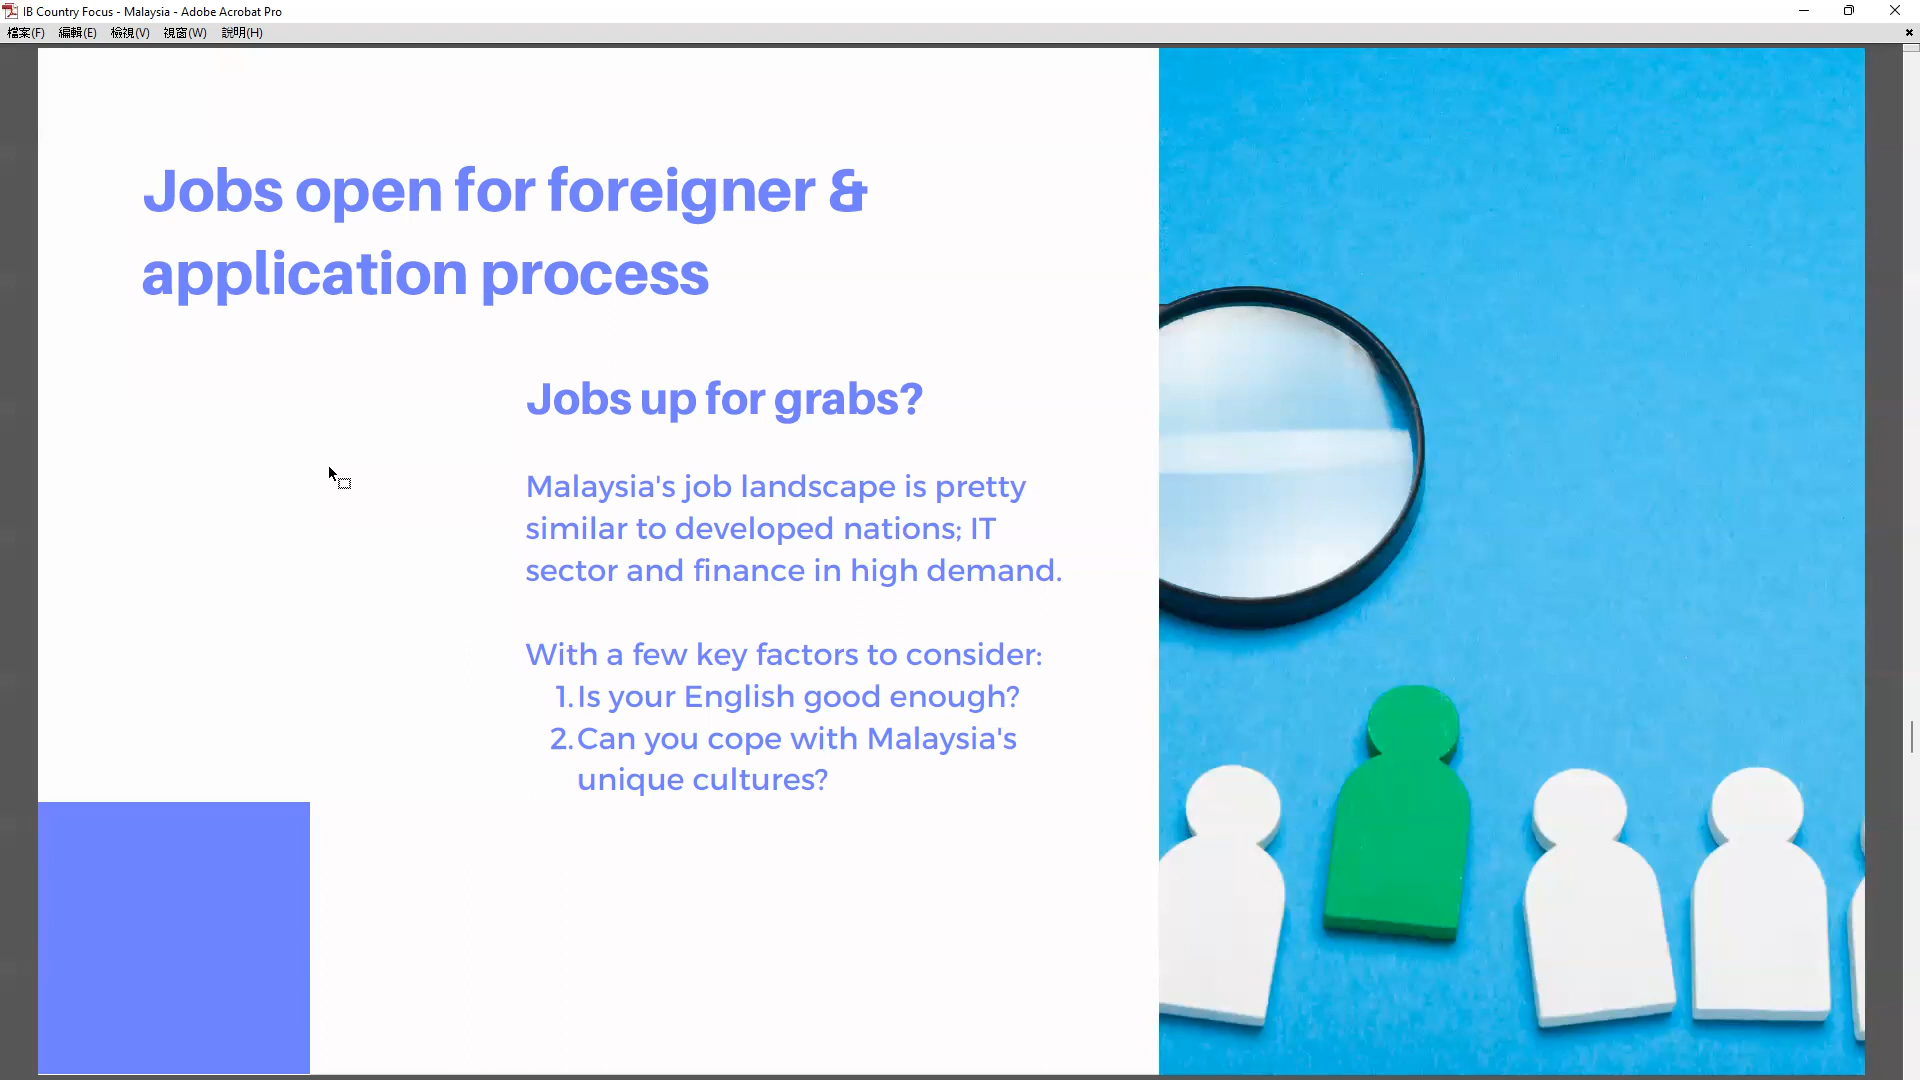 IB Country Focus - Malaysia - Adobe Acrobat Pro
檔案(F) 編輯(E) 檢視(V) 視窗(W) 說明(H)
Jobs open for foreigner &
application process
Jobs up for grabs?
Malaysia's job landscape is pretty
similar to developed nations; IT
sector and finance in high demand.
With a few key factors to consider:
1. Is your English good enough?
2. Can you cope with Malaysia's
unique cultures?